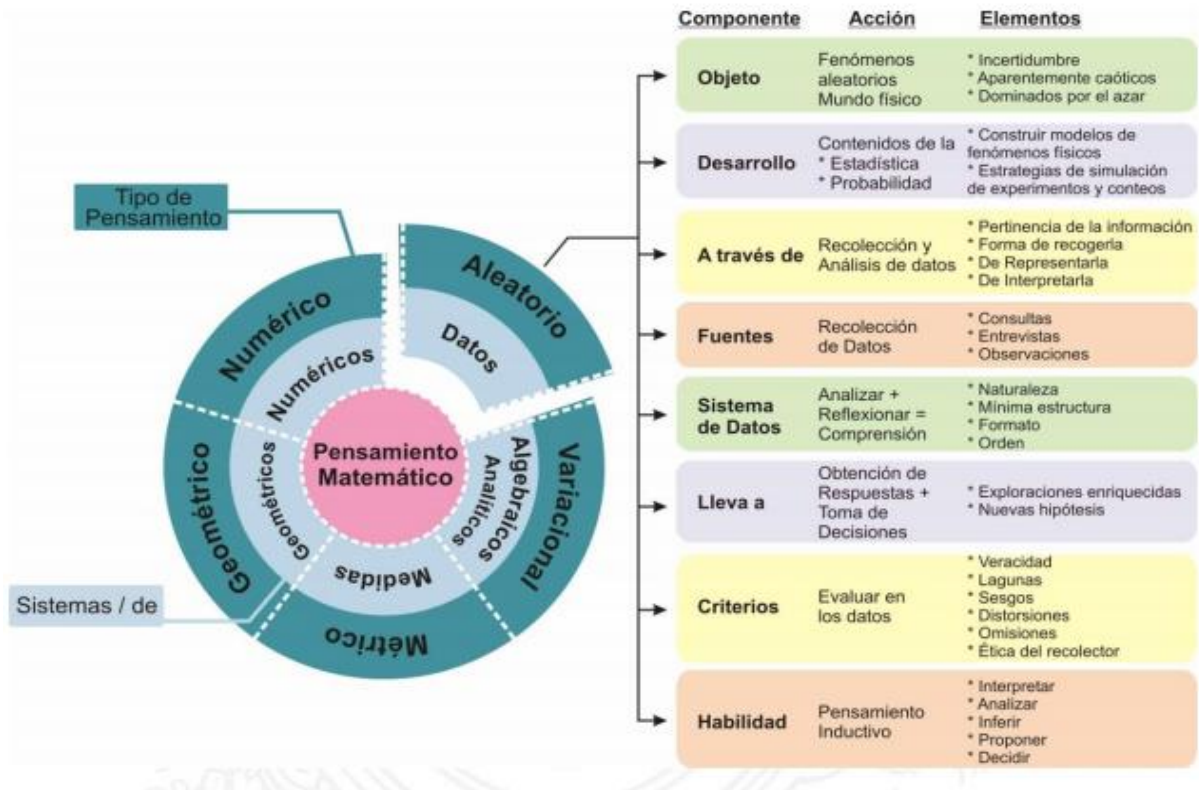 Componente Acción Elementos
Objeto
Fenómenos
aleatorios
Mundo físico
* Incertidumbre
* Aparentemente caóticos
* Dominados por el azar
Desarrollo
Contenidos de la
* Estadística
* Probabilidad
* Construir modelos de
fenómenos físicos
* Estrategias de simulación
de experimentos y conteos
A través de
Recolección y
Análisis de datos
* Pertinencia de la información
* Forma de recogerla
* De Representarla
* De Interpretarla
Fuentes
Recolección
de Datos
* Consultas
* Entrevistas
* Observaciones
Sistema
de Datos
Analizar +
Reflexionar =
Comprensión
* Naturaleza
* Mínima estructura
* Formato
* Orden
Lleva a
Obtención de
Respuestas +
Toma de
Decisiones
* Exploraciones enriquecidas
* Nuevas hipótesis
Criterios
Evaluar en
los datos
* Veracidad
* Lagunas
* Sesgos
* Distorsiones
* Omisiones
* Ética del recolector
Habilidad
Pensamiento
Inductivo
* Interpretar
* Analizar
* Inferir
* Proponer
* Decidir
Tipo de
Pensamiento
Aleatorio
Datos
Numérico
Numéricos
Pensamiento
Matemático
Geométrico
Geométricos
Variacional
Algebraicos
Analíticos
Medidas
Métrico
Sistemas / de